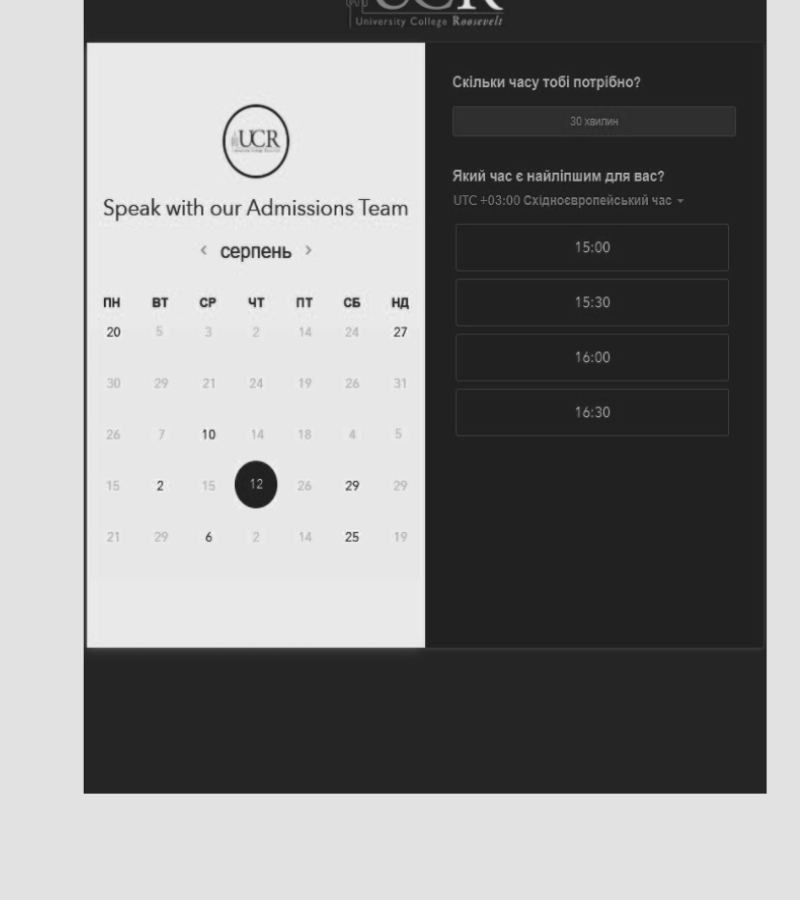 UCR
University College Roosevelt
UCR
Speak with our Admissions Team
< серпень >
ПН ВТ СР ЧТ ПТ СБ НД
20 5 3 2 14 24 27
30 29 21 24 19 26 31
26 7 10 14 18 4 5
15 2 15 12 26 29 29
21 29 6 2 14 25 19
Скільки часу тобі потрібно?
30 хвилин
Який час є найліпшим для вас?
UTC +03:00 Східноєвропейський час
15:00
15:30
16:00
16:30